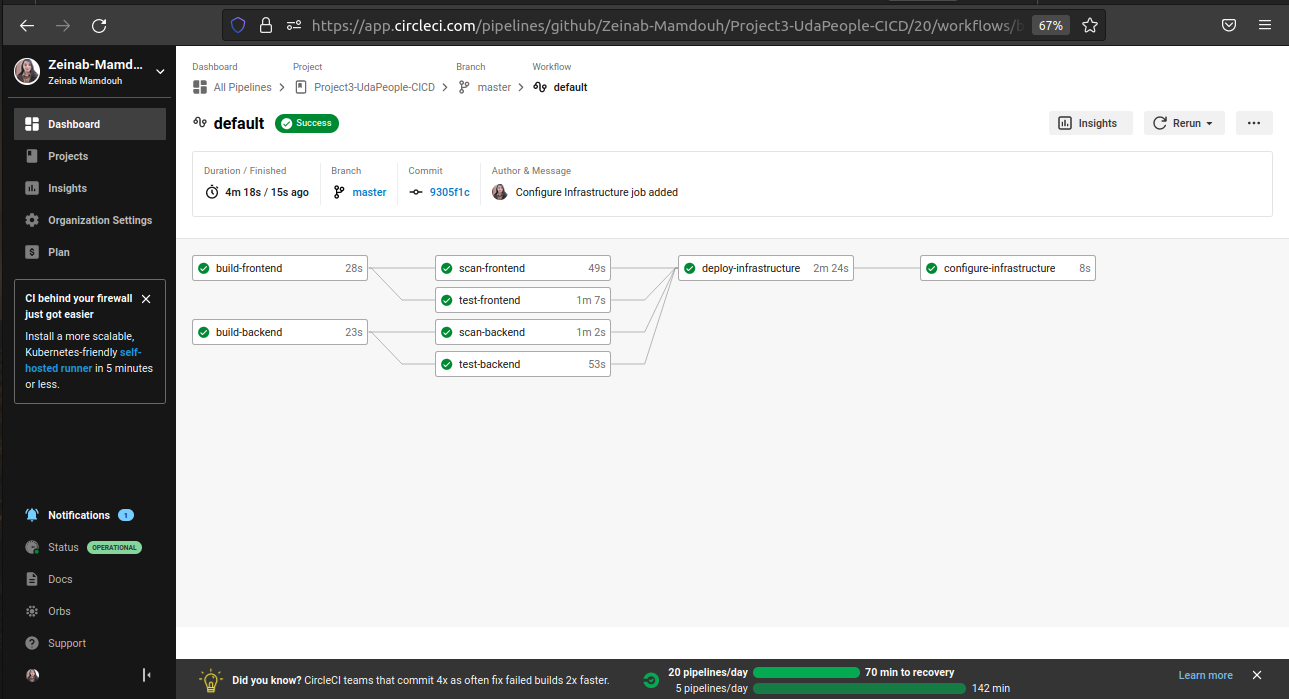 https://app.circleci.com/pipelines/github/Zeinab-Mamdouh/Project3-UdaPeople-CICD/20/workflows/b
67%
Zeinab-Mamd...
Zeinab Mamdouh
Dashboard
Projects
Insights
Organization Settings
Plan
CI behind your firewall
just got easier
Install a more scalable,
Kubernetes-friendly self-
hosted runner in 5 minutes
or less.
Notifications 1
Status OPERATIONAL
Docs
Orbs
Support
Dashboard Project Branch Workflow
All Pipelines Project3-UdaPeople-CICD master default
default Success
Insights Rerun
Duration / Finished Branch Commit Author & Message
4m 18s / 15s ago master 9305f1c Configure Infrastructure job added
build-frontend 28s scan-frontend 49s deploy-infrastructure 2m 24s configure-infrastructure 8s
test-frontend 1m 7s
build-backend 23s scan-backend 1m 2s
test-backend 53s
Did you know? CircleCI teams that commit 4x as often fix failed builds 2x faster.
20 pipelines/day 70 min to recovery
5 pipelines/day 142 min
Learn more